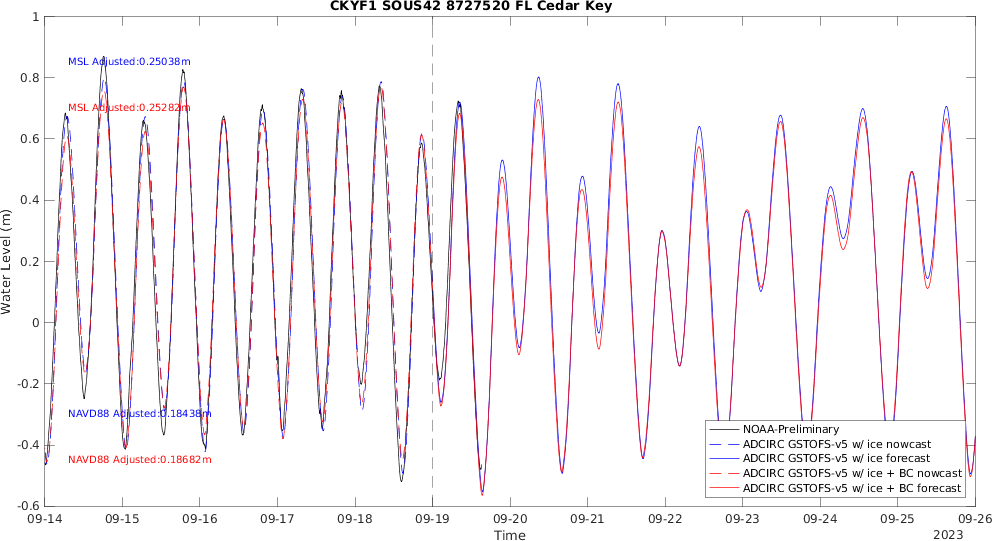 CKYF1 SOUS42 8727520 FL Cedar Key
1
0.8
0.6
0.4
0.2
0
-0.2
-0.4
-0.6
Water Level (m)
MSL Adjusted:0.25038m
MSL Adjusted:0.25282m
NAVD88 Adjusted:0.18438m
NAVD88 Adjusted:0.18682m
NOAA-Preliminary
ADCIRC GSTOFS-v5 w/ ice nowcast
ADCIRC GSTOFS-v5 w/ ice forecast
ADCIRC GSTOFS-v5 w/ ice + BC nowcast
ADCIRC GSTOFS-v5 w/ ice + BC forecast
09-14 09-15 09-16 09-17 09-18 09-19 09-20 09-21 09-22 09-23 09-24 09-25 09-26
Time
2023